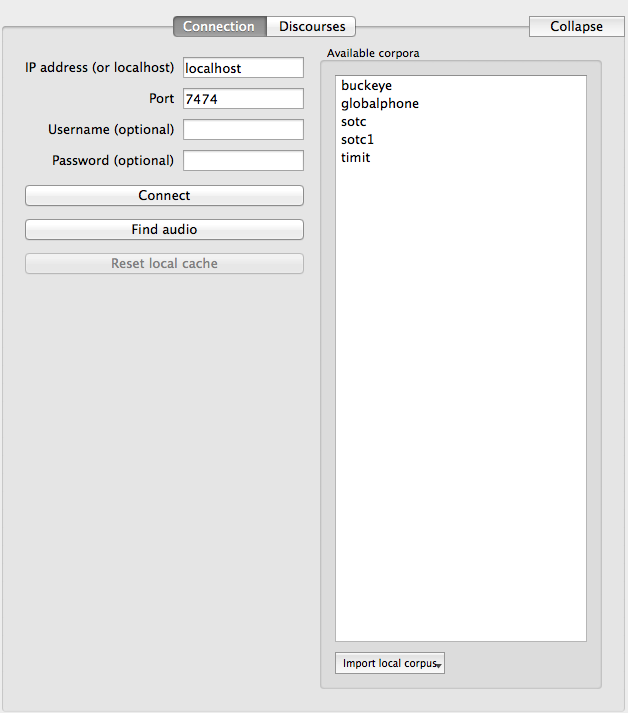 Connection
Discourses
Collapse
IP address (or localhost)
localhost
Port
7474
Username (optional)
Password (optional)
Connect
Find audio
Reset local cache
Available corpora
buckeye
globalphone
sotc
sotc1
timit
Import local corpus